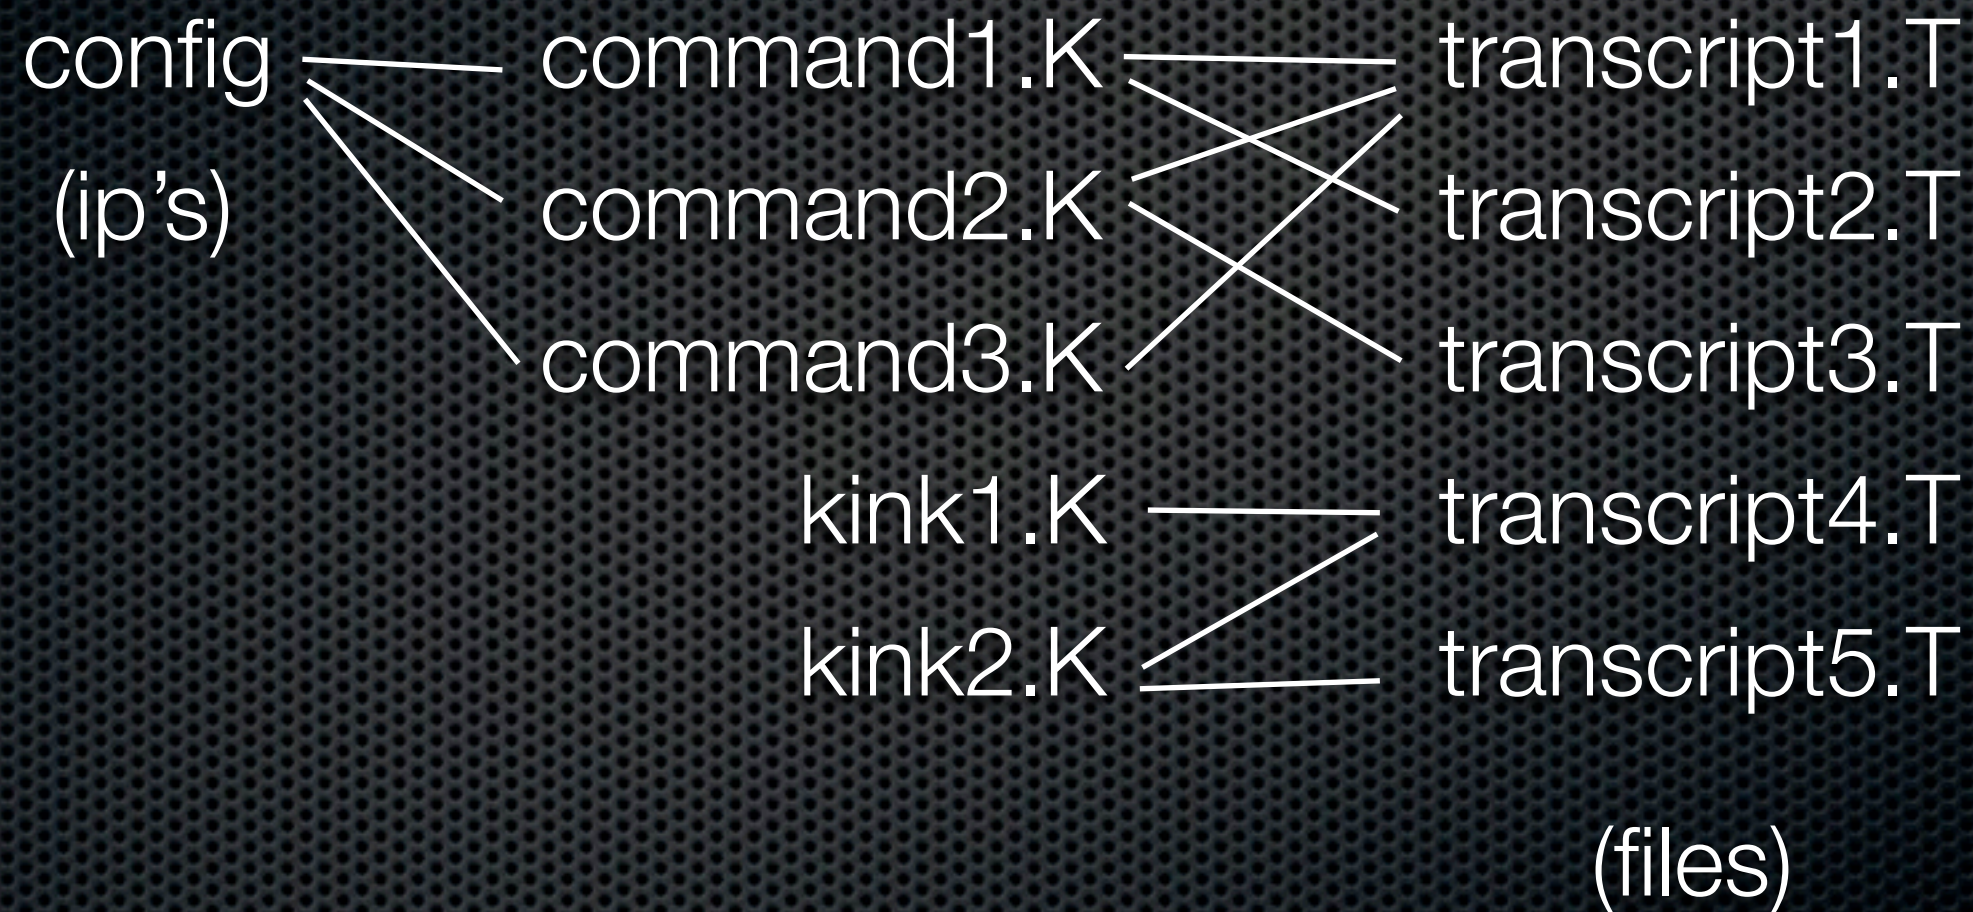 config command1.K transcript1.T
(ip's) command2.K transcript2.T
command3.K transcript3.T
kink1.K transcript4.T
kink2.K transcript5.T
(files)